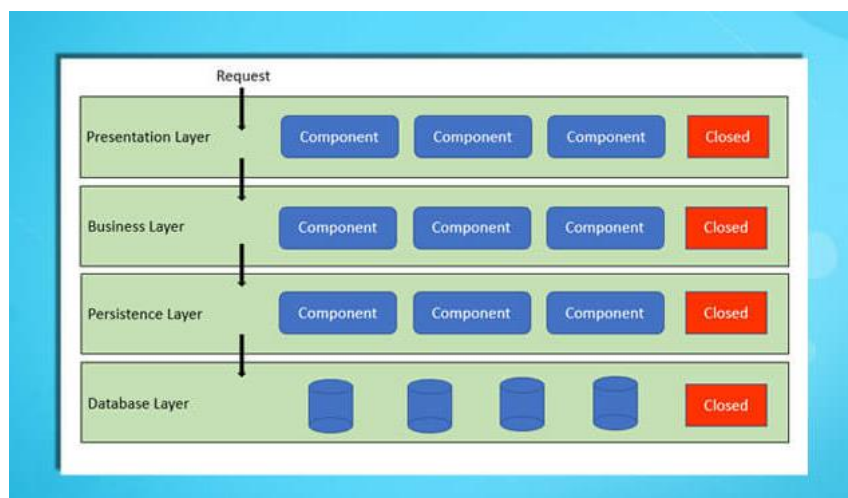 Request
Presentation Layer Component Component Component Closed
Business Layer Component Component Component Closed
Persistence Layer Component Component Component Closed
Database Layer Closed